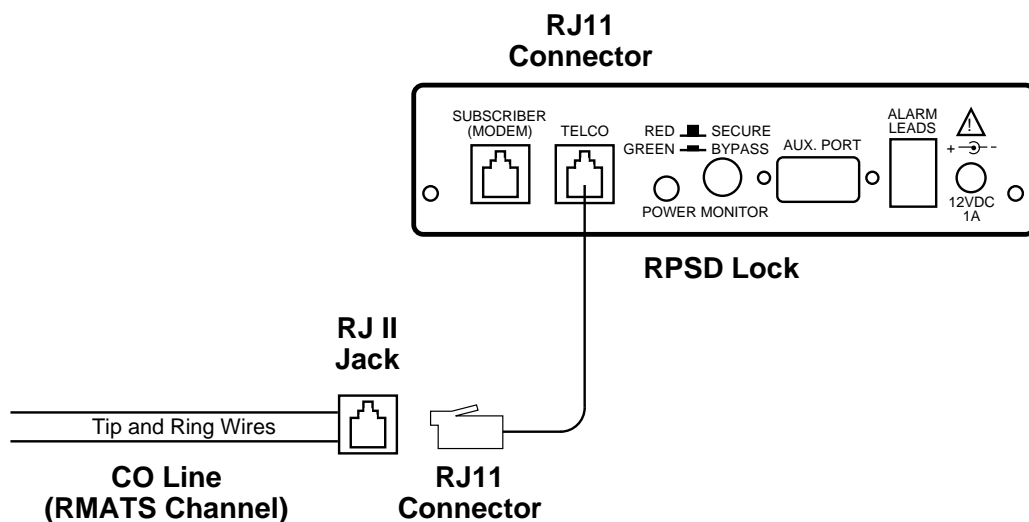 RJ11
Connector
SUBSCRIBER
(MODEM)
TELCO
RED SECURE
GREEN BYPASS
POWER MONITOR
AUX. PORT
ALARM
LEADS
!
+ -
12VDC
1A
RPSD Lock
RJ II
Jack
Tip and Ring Wires
CO Line
(RMATS Channel)
RJ11
Connector